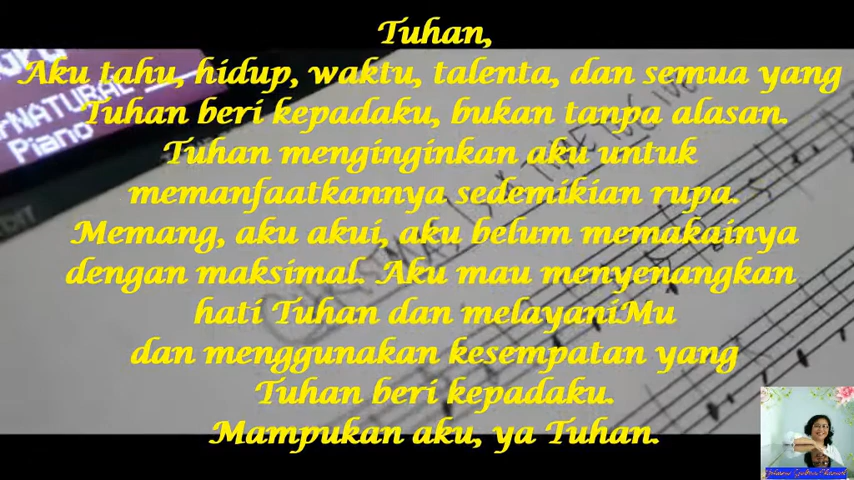 Tuhan,
Aku tahu, hidup, waktu, talenta, dan semua yang
Tuhan beri kepadaku, bukan tanpa alasan.
Tuhan menginginkan aku untuk
memanfaatkannya sedemikian rupa.
Memang, aku akui, aku belum memakainya
dengan maksimal. Aku mau menyenangkan
hati Tuhan dan melayaniMu
dan menggunakan kesempatan yang
Tuhan beri kepadaku.
Mampukan aku, ya Tuhan.
rNATURAL
Piano